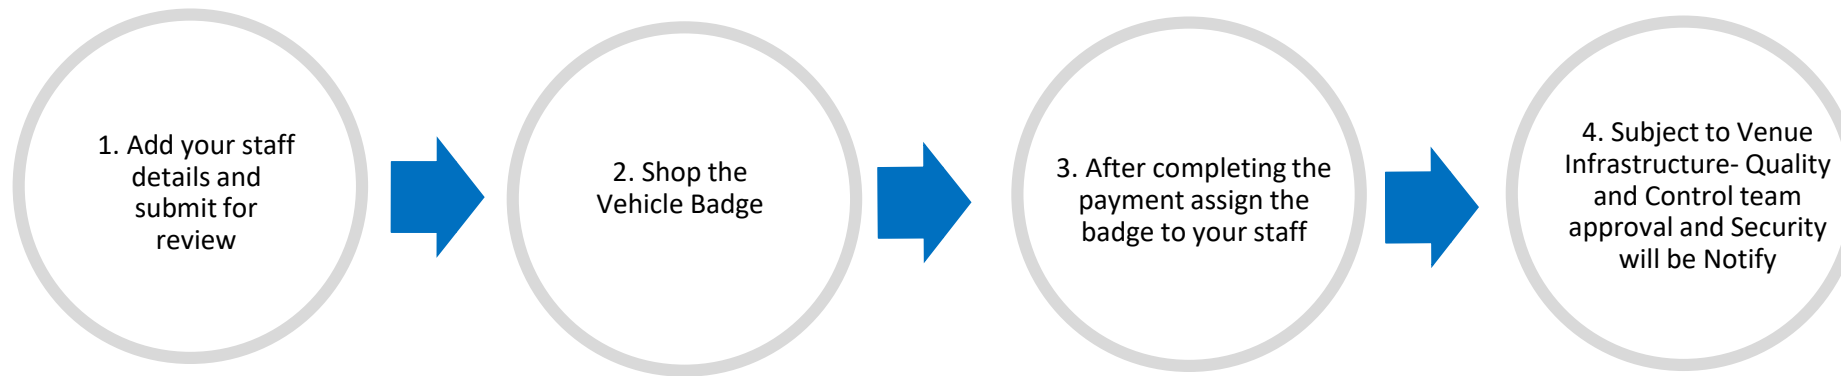 1. Add your staff
details and
submit for
review
2. Shop the
Vehicle Badge
3. After completing the
payment assign the
badge to your staff
4. Subject to Venue
Infrastructure- Quality
and Control team
approval and Security
will be Notify